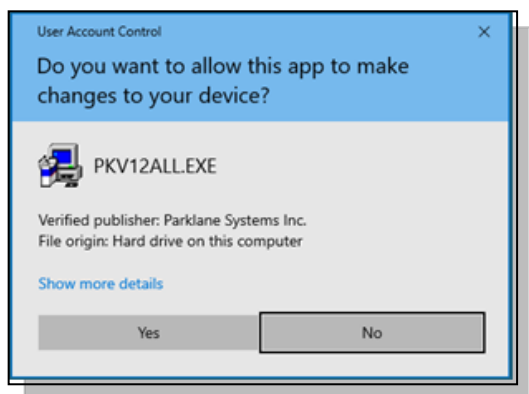 User Account Control
Do you want to allow this app to make
changes to your device?
PKV12ALL.EXE
Verified publisher: Parklane Systems Inc.
File origin: Hard drive on this computer
Show more details
Yes No